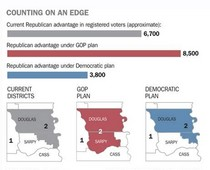 COUNTING ON AN EDGE
Current Republican advantage in registered voters (approximate):
6,700
Republican advantage under GOP plan
8,500
Republican advantage under Democratic plan
3,800
CURRENT DISTRICTS
GOP PLAN
DEMOCRATIC PLAN
DOUGLAS
2
1
SARPY
CASS
DOUGLAS
2
1
SARPY
CASS
DOUGLAS
2
1
SARPY
CASS